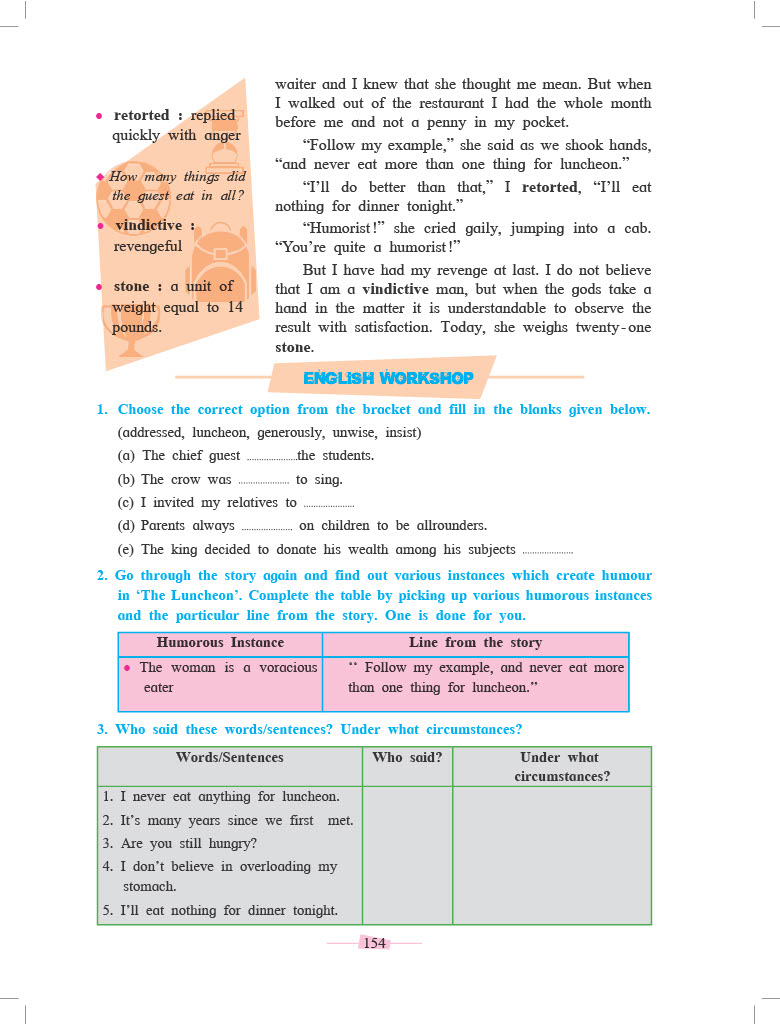 • retorted : replied
quickly with anger
◆ How many things did
the guest eat in all?
• vindictive :
revengeful
• stone : a unit of
weight equal to 14
pounds.
waiter and I knew that she thought me mean. But when
I walked out of the restaurant I had the whole month
before me and not a penny in my pocket.
“Follow my example,” she said as we shook hands,
“and never eat more than one thing for luncheon.”
“I’ll do better than that,” I retorted, “I’ll eat
nothing for dinner tonight.”
“Humorist!” she cried gaily, jumping into a cab.
“You’re quite a humorist!”
But I have had my revenge at last. I do not believe
that I am a vindictive man, but when the gods take a
hand in the matter it is understandable to observe the
result with satisfaction. Today, she weighs twenty-one
stone.
ENGLISH WORKSHOP
1. Choose the correct option from the bracket and fill in the blanks given below.
(addressed, luncheon, generously, unwise, insist)
(a) The chief guest .....................the students.
(b) The crow was ..................... to sing.
(c) I invited my relatives to .....................
(d) Parents always ..................... on children to be allrounders.
(e) The king decided to donate his wealth among his subjects .....................
2. Go through the story again and find out various instances which create humour
in ‘The Luncheon’. Complete the table by picking up various humorous instances
and the particular line from the story. One is done for you.
Humorous Instance Line from the story
• The woman is a voracious ‘‘ Follow my example, and never eat more
eater than one thing for luncheon.”
3. Who said these words/sentences? Under what circumstances?
Words/Sentences Who said? Under what
circumstances?
1. I never eat anything for luncheon.
2. It’s many years since we first met.
3. Are you still hungry?
4. I don’t believe in overloading my
stomach.
5. I’ll eat nothing for dinner tonight.
154